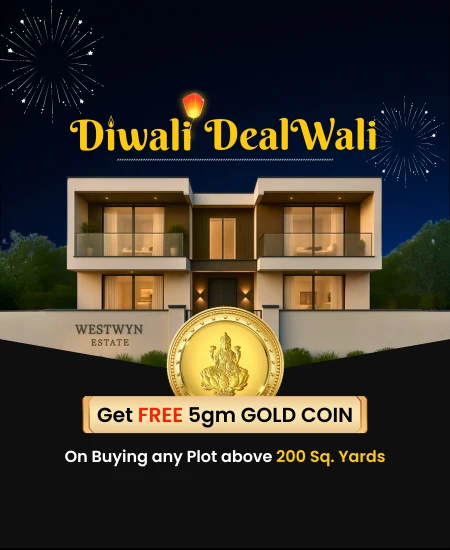 Diwali DealWali
WESTWYN
ESTATE
Get FREE 5gm GOLD COIN
On Buying any Plot above 200 Sq. Yards